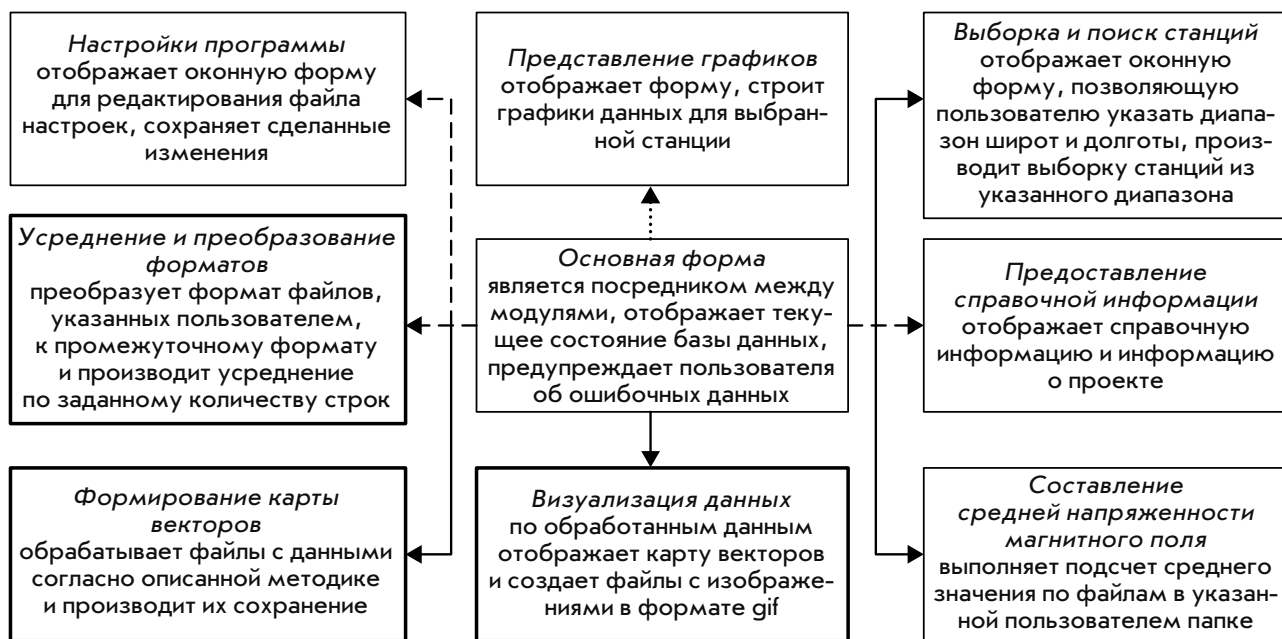 Настройки программы
отображает оконную форму
для редактирования файла
настроек, сохраняет сделанные
изменения
Представление графиков
отображает форму, строит
графики данных для выбран-
ной станции
Выборка и поиск станций
отображает оконную
форму, позволяющую
пользователю указать диапа-
зон широт и долготы, произ-
водит выборку станций из
указанного диапазона
Усреднение и преобразование
форматов
преобразует формат файлов,
указанных пользователем,
к промежуточному формату
и производит усреднение
по заданному количеству строк
Основная форма
является посредником между
модулями, отображает теку-
щее состояние базы данных,
предупреждает пользователя
об ошибочных данных
Предоставление
справочной информации
отображает справочную
информацию и информацию
о проекте
Формирование карты
векторов
обрабатывает файлы с данными
согласно описанной методике
и производит их сохранение
Визуализация данных
по обработанным данным
отображает карту векторов
и создает файлы с изображе-
ниями в формате gif
Составление
средней напряженности
магнитного поля
выполняет подсчет среднего
значения по файлам в указан-
ной пользователем папке